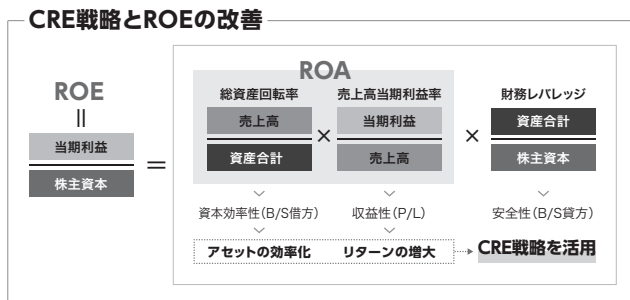 CRE戦略とROEの改善
ROE
||
当期利益
株主資本
=
ROA
総資産回転率
売上高
資産合計
×
売上高当期利益率
当期利益
売上高
×
財務レバレッジ
資産合計
株主資本
資本効率性(B/S借方)
収益性(P/L)
安全性(B/S貸方)
アセットの効率化
リターンの増大
CRE戦略を活用